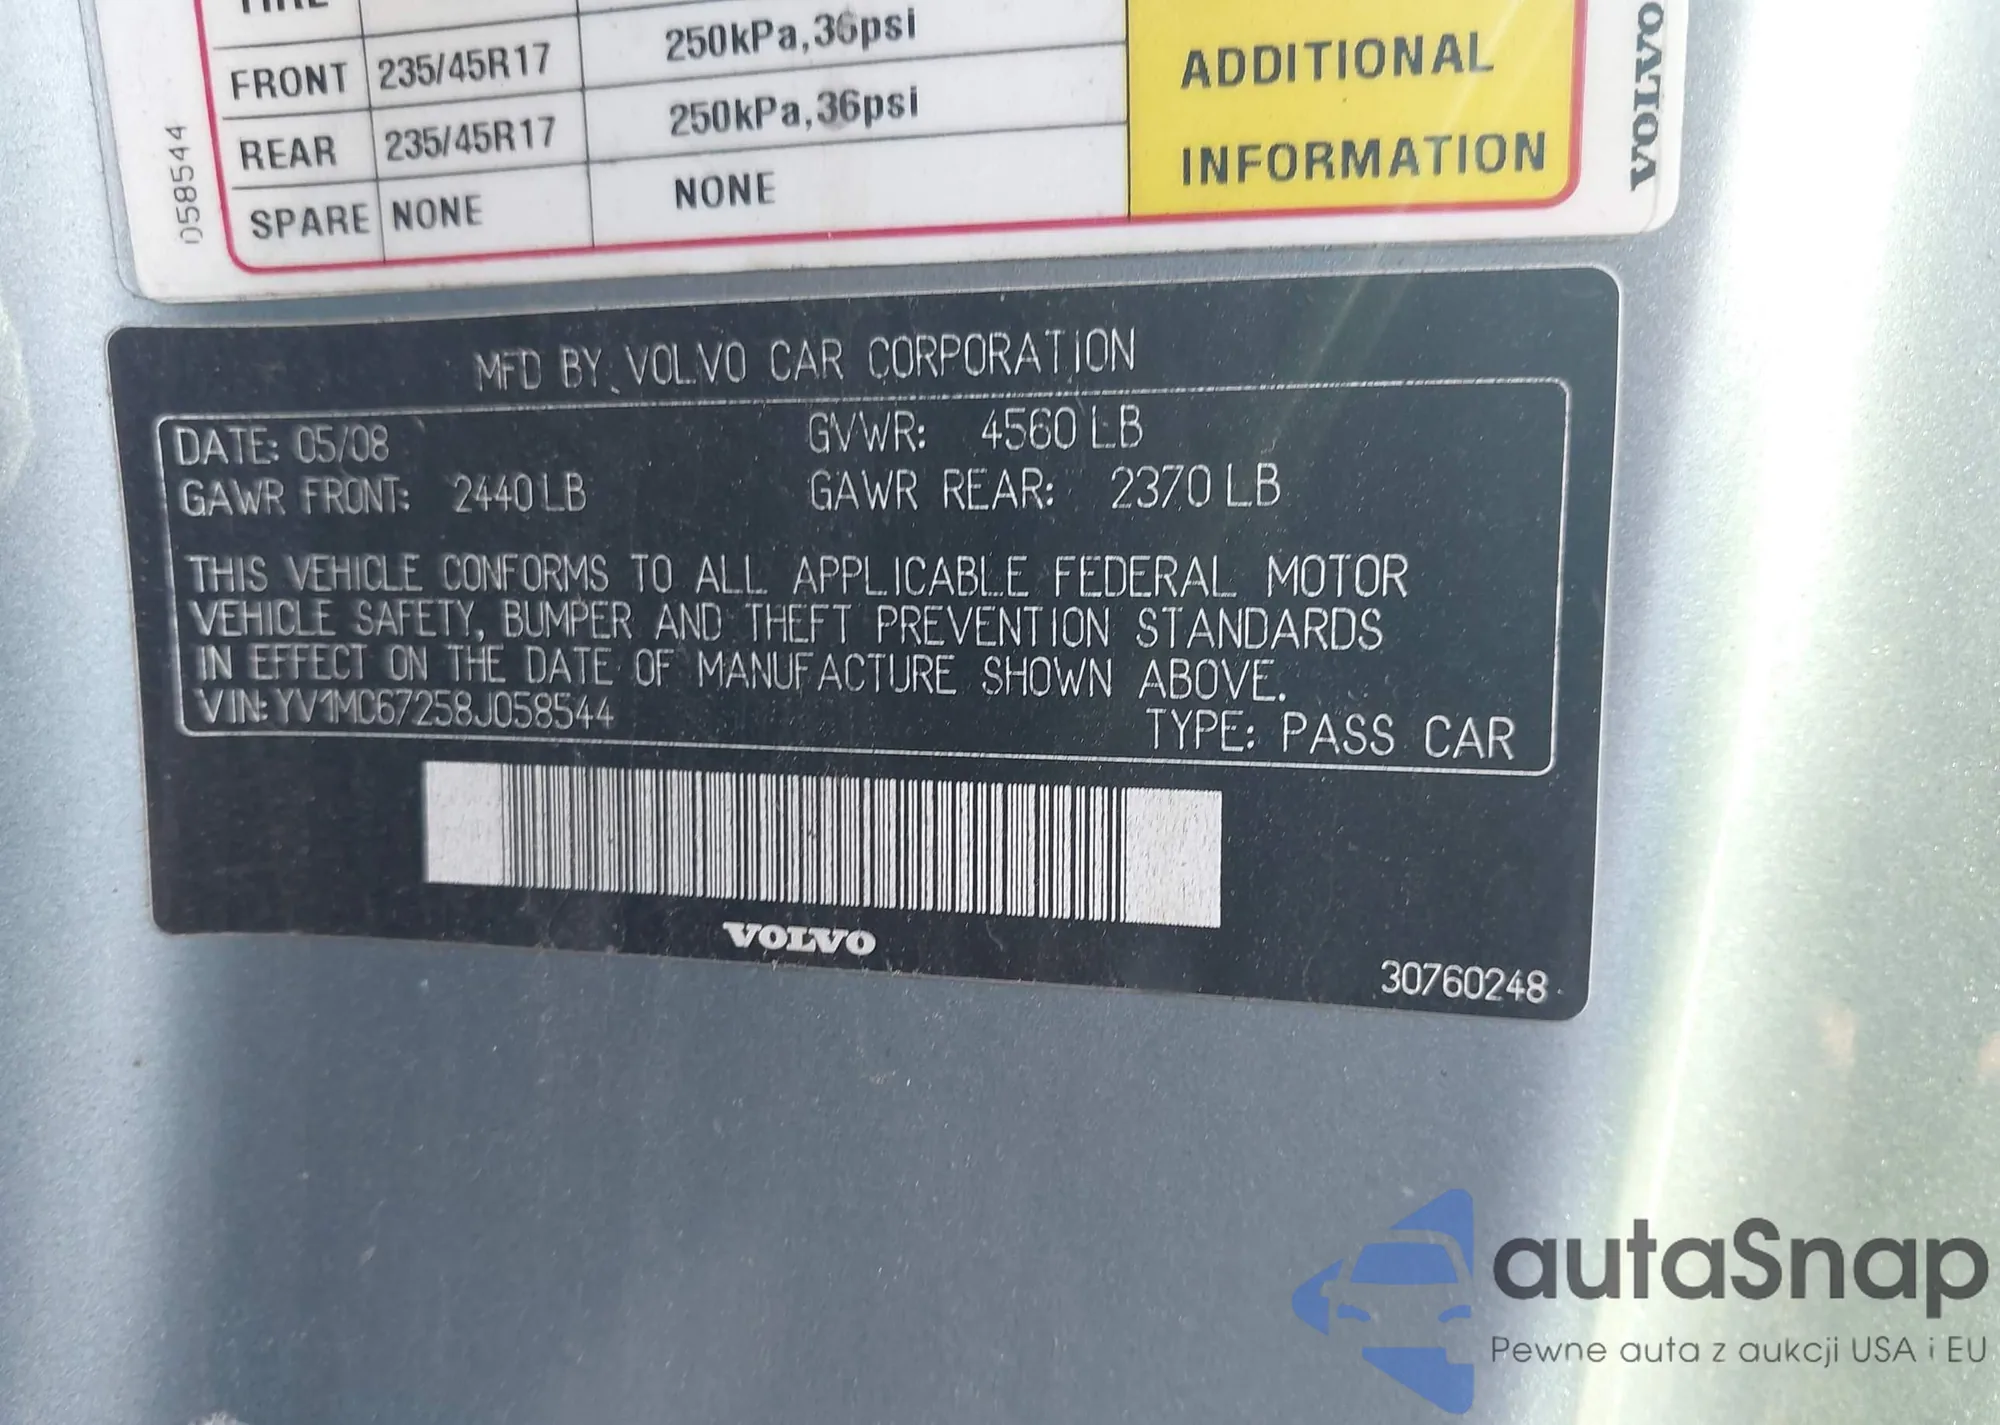 FRONT 235/45R17 250kPa,36psi
REAR 235/45R17 250kPa,36psi
SPARE NONE NONE
ADDITIONAL
INFORMATION
VOLVO
058544
MFD BY VOLVO CAR CORPORATION
DATE: 05/08 GVWR: 4560 LB
GAWR FRONT: 2440 LB GAWR REAR: 2370 LB
THIS VEHICLE CONFORMS TO ALL APPLICABLE FEDERAL MOTOR
VEHICLE SAFETY, BUMPER AND THEFT PREVENTION STANDARDS
IN EFFECT ON THE DATE OF MANUFACTURE SHOWN ABOVE.
VIN: YV1MC67258J058544 TYPE: PASS CAR
VOLVO
30760248
autaSnap
Pewne auta z aukcji USA i EU